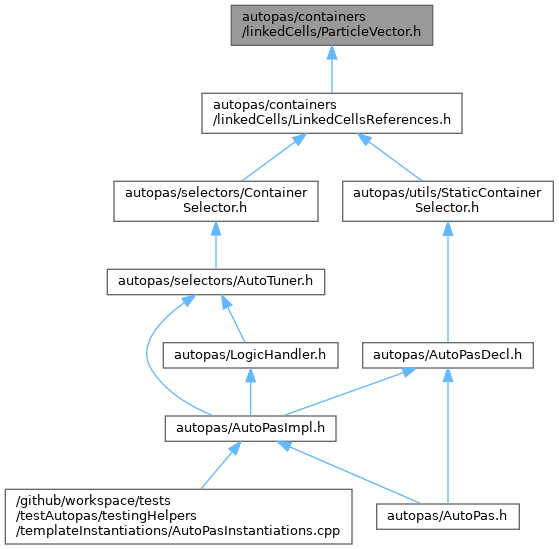 autopas/containers
/linkedCells/ParticleVector.h
autopas/containers
/linkedCells/LinkedCellsReferences.h
autopas/selectors/Container
Selector.h
autopas/utils/StaticContainer
Selector.h
autopas/selectors/AutoTuner.h
autopas/LogicHandler.h
autopas/AutoPasDecl.h
autopas/AutoPasImpl.h
/github/workspace/tests
/testAutopas/testingHelpers
/templateInstantiations/AutoPasInstantiations.cpp
autopas/AutoPas.h